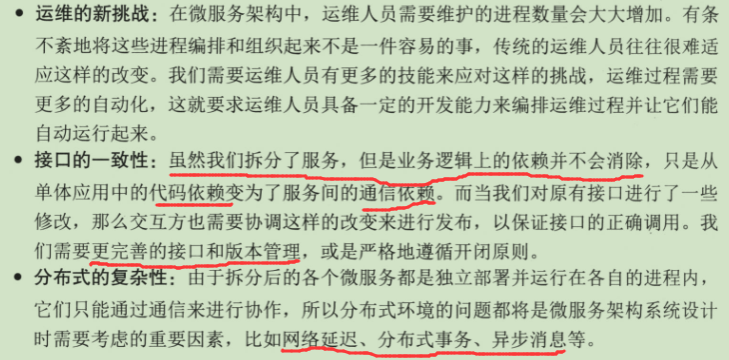 • 运维的新挑战：在微服务架构中，运维人员需要维护的进程数量会大大增加。有条
不紊地将这些进程编排和组织起来不是一件容易的事，传统的运维人员往往很难适
应这样的改变。我们需要运维人员有更多的技能来应对这样的挑战，运维过程需要
更多的自动化，这就要求运维人员具备一定的开发能力来编排运维过程并让它们能
自动运行起来。
• 接口的一致性：虽然我们拆分了服务，但是业务逻辑上的依赖并不会消除，只是从
单体应用中的代码依赖变为了服务间的通信依赖。而当我们对原有接口进行了一些
修改，那么交互方也需要协调这样的改变来进行发布，以保证接口的正确调用。我
们需要更完善的接口和版本管理，或是严格地遵循开闭原则。
• 分布式的复杂性：由于拆分后的各个微服务都是独立部署并运行在各自的进程内，
它们只能通过通信来进行协作，所以分布式环境的问题都将是微服务架构系统设计
时需要考虑的重要因素，比如网络延迟、分布式事务、异步消息等。